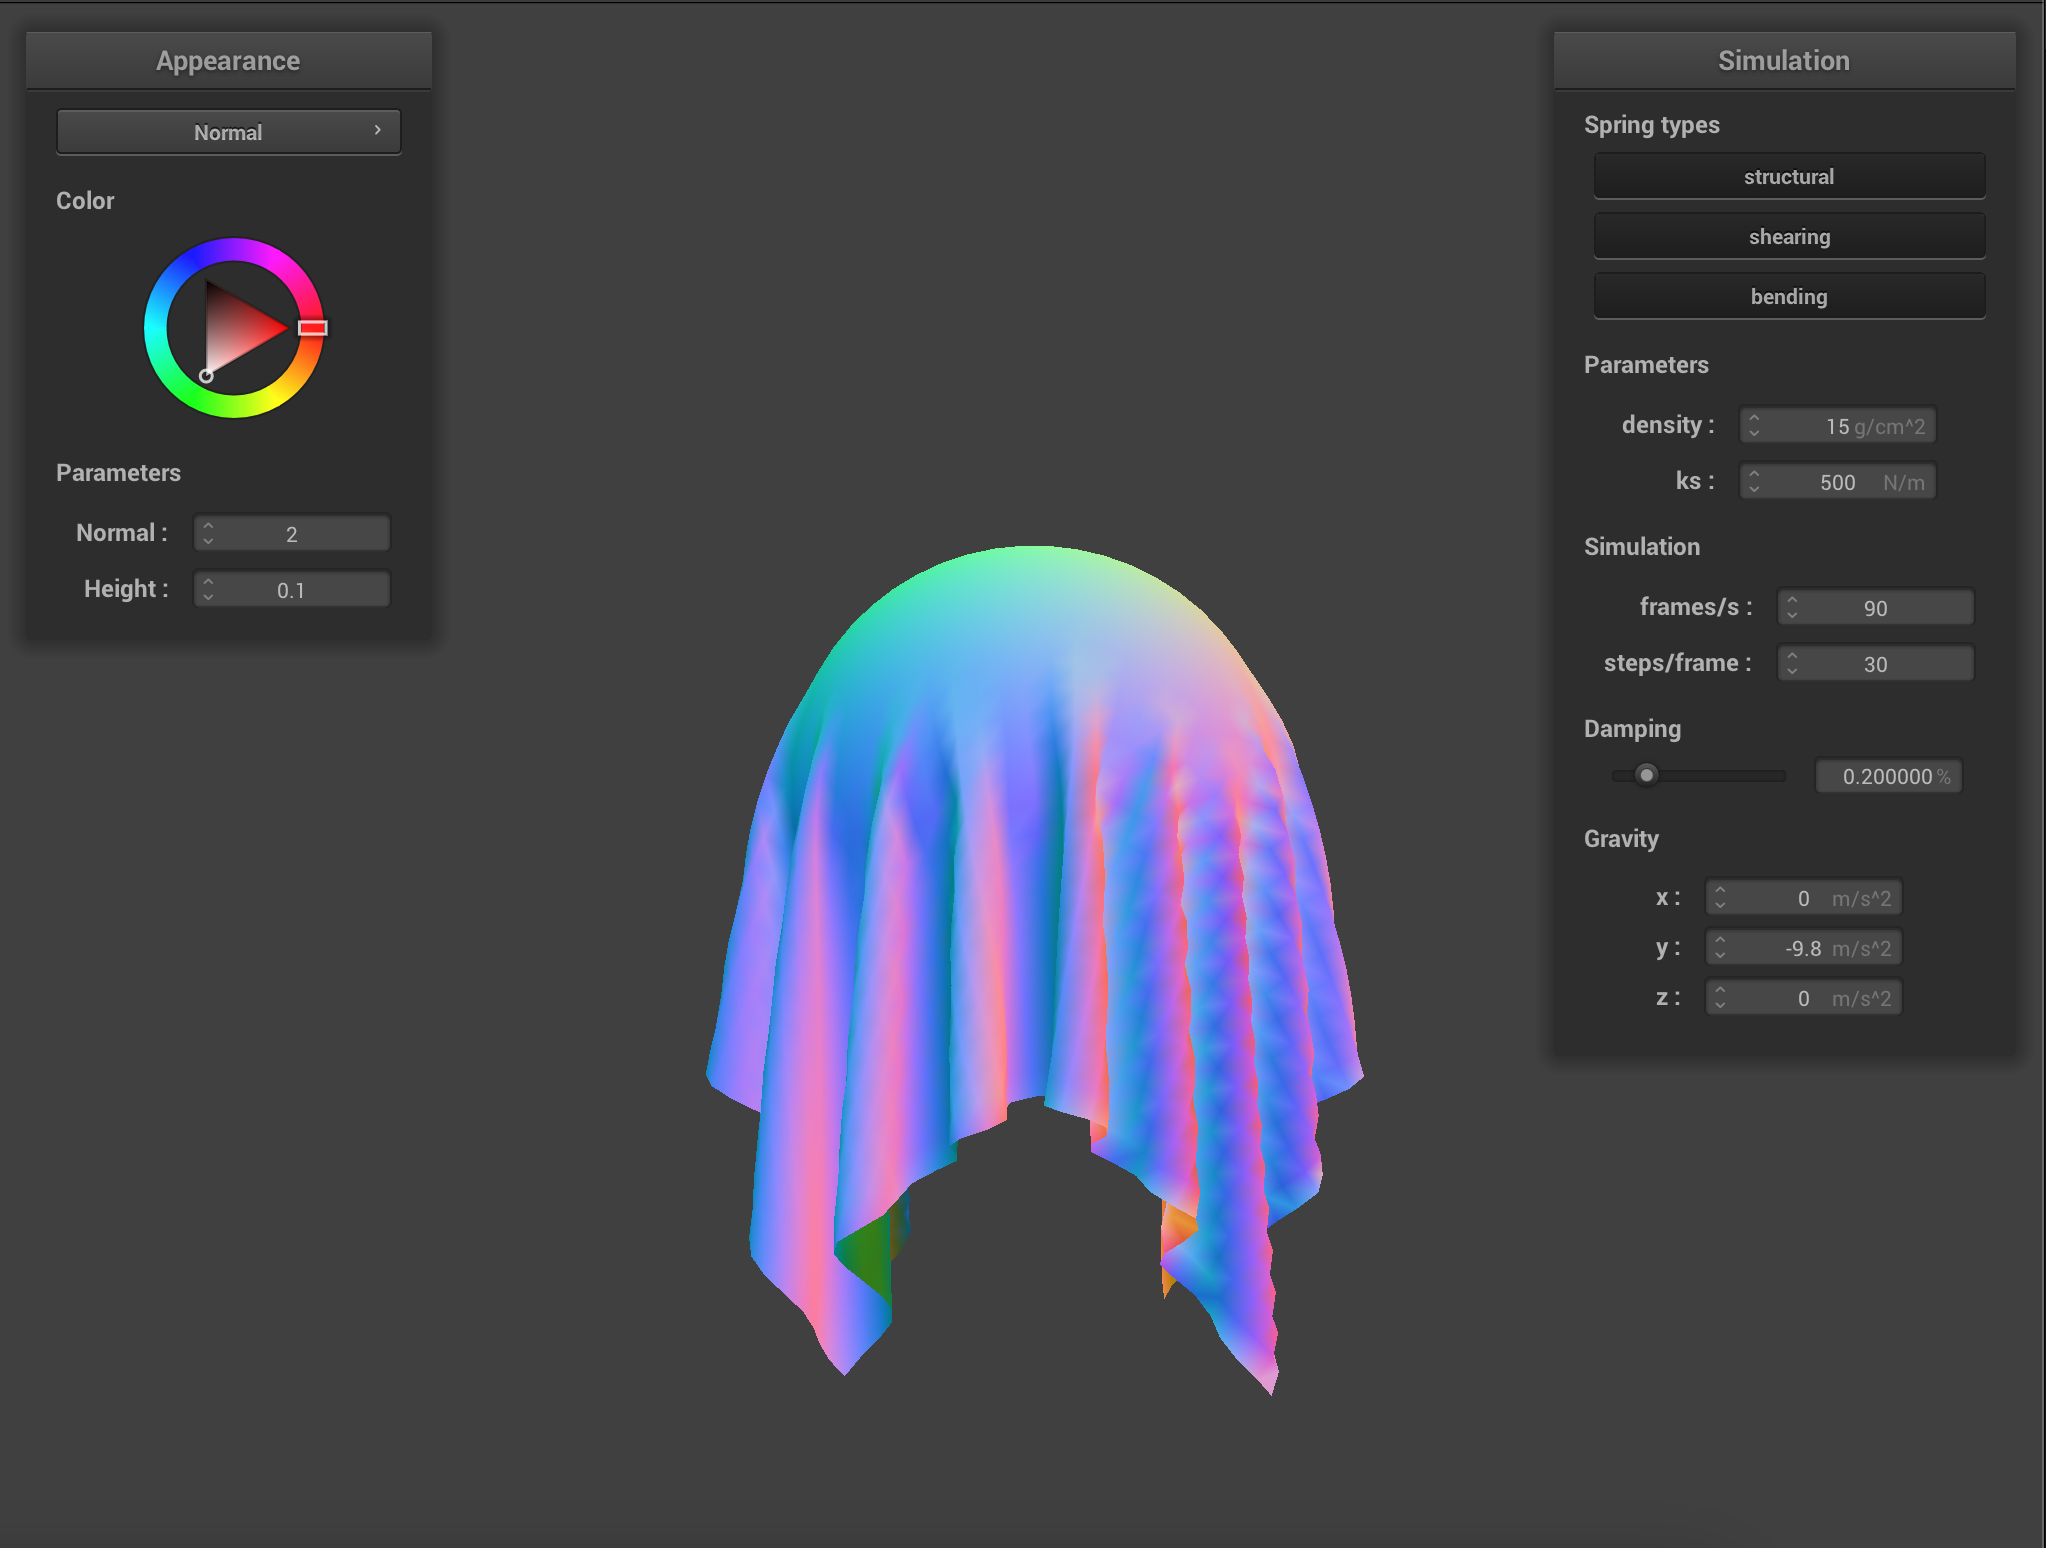 Appearance
Normal
Color
Parameters
Normal : 2
Height : 0.1
Simulation
Spring types
structural
shearing
bending
Parameters
density : 15 g/cm^2
ks : 500 N/m
Simulation
frames/s : 90
steps/frame : 30
Damping
0.200000 %
Gravity
x : 0 m/s^2
y : -9.8 m/s^2
z : 0 m/s^2